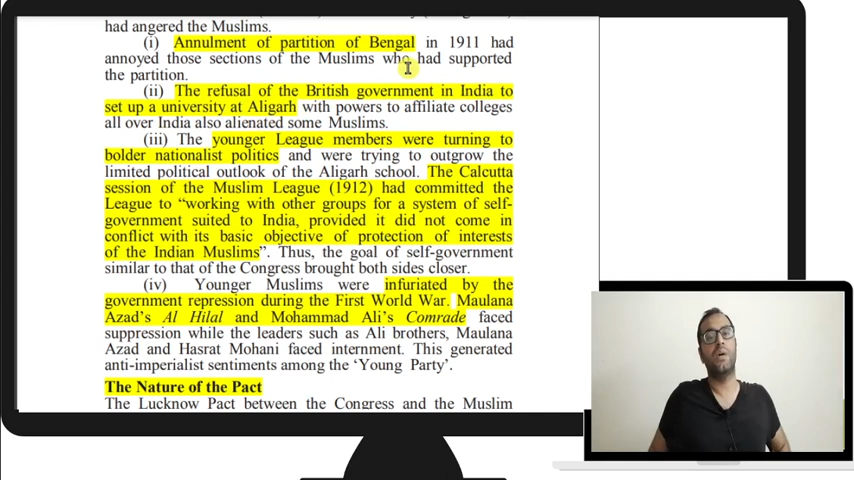 had angered the Muslims.
(i) Annulment of partition of Bengal in 1911 had
annoyed those sections of the Muslims who had supported
the partition.
(ii) The refusal of the British government in India to
set up a university at Aligarh with powers to affiliate colleges
all over India also alienated some Muslims.
(iii) The younger League members were turning to
bolder nationalist politics and were trying to outgrow the
limited political outlook of the Aligarh school. The Calcutta
session of the Muslim League (1912) had committed the
League to “working with other groups for a system of self-
government suited to India, provided it did not come in
conflict with its basic objective of protection of interests
of the Indian Muslims”. Thus, the goal of self-government
similar to that of the Congress brought both sides closer.
(iv) Younger Muslims were infuriated by the
government repression during the First World War. Maulana
Azad’s Al Hilal and Mohammad Ali’s Comrade faced
suppression while the leaders such as Ali brothers, Maulana
Azad and Hasrat Mohani faced internment. This generated
anti-imperialist sentiments among the ‘Young Party’.
The Nature of the Pact
The Lucknow Pact between the Congress and the Muslim